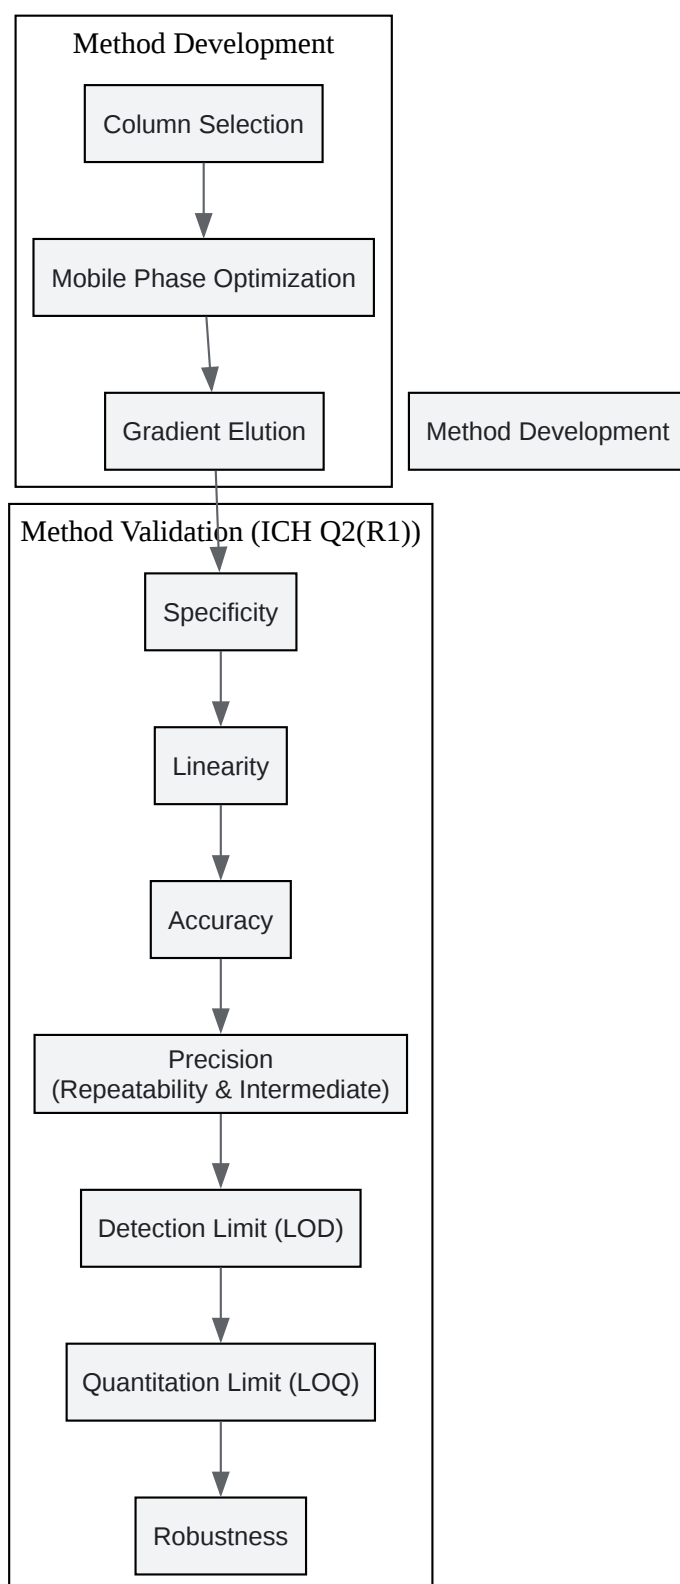 Method Development
Column Selection
Mobile Phase Optimization
Gradient Elution
Method Development
Method Validation (ICH Q2(R1))
Specificity
Linearity
Accuracy
Precision
(Repeatability & Intermediate)
Detection Limit (LOD)
Quantitation Limit (LOQ)
Robustness